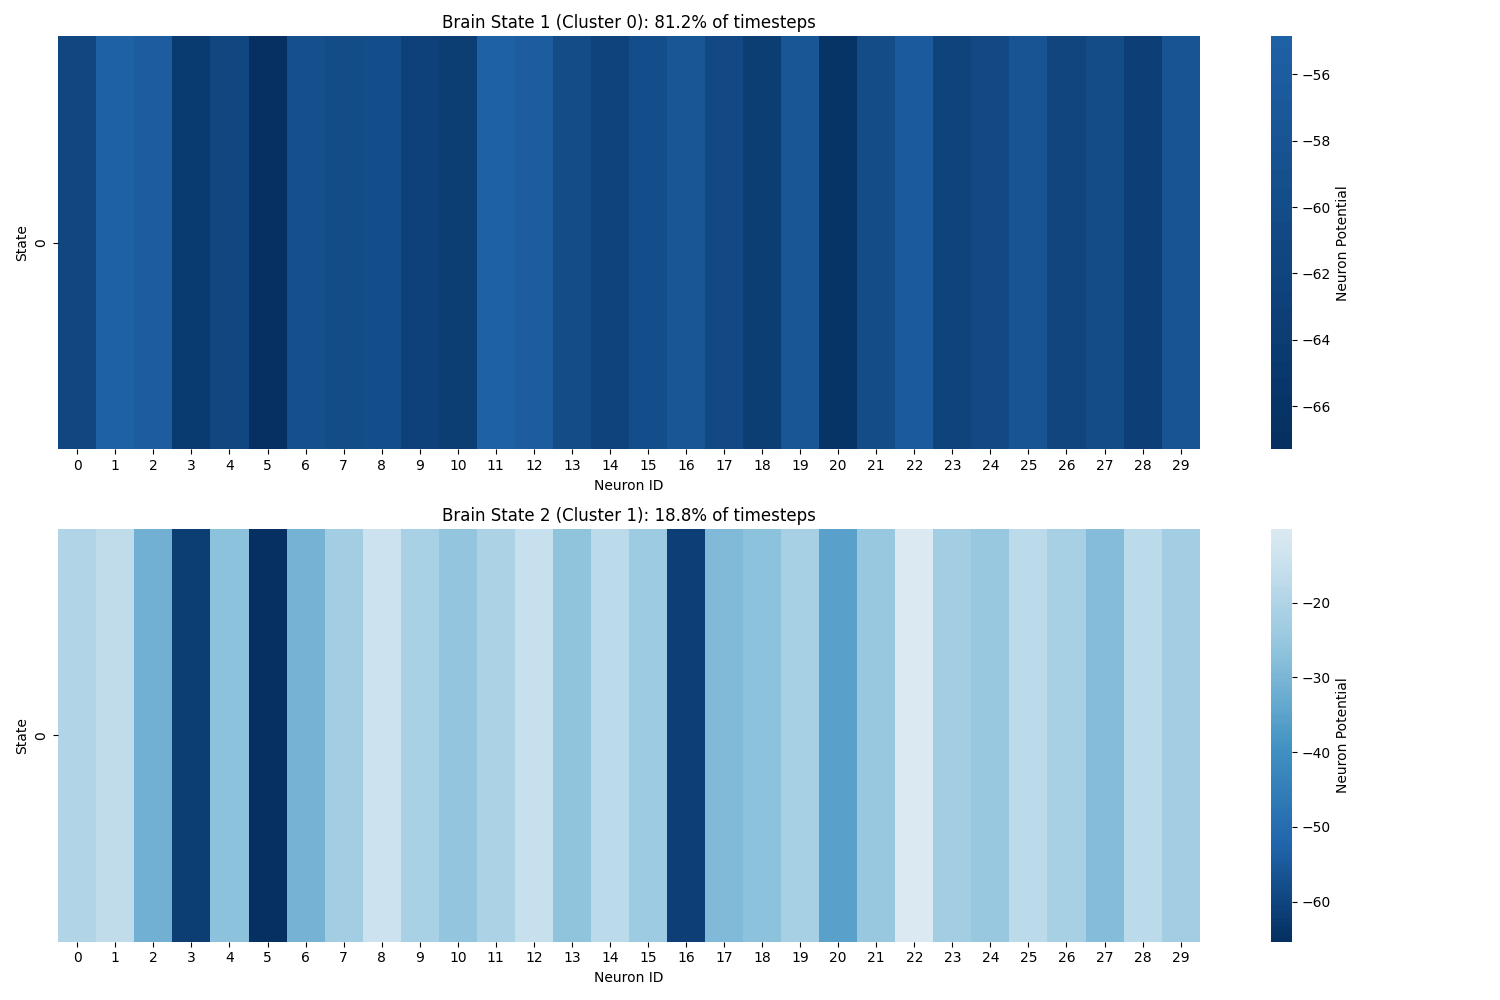 Brain State 1 (Cluster 0): 81.2% of timesteps
−56
−58
−60
−62
−64
−66
Neuron Potential
State
0
0 1 2 3 4 5 6 7 8 9 10 11 12 13 14 15 16 17 18 19 20 21 22 23 24 25 26 27 28 29
Neuron ID
Brain State 2 (Cluster 1): 18.8% of timesteps
−20
−30
−40
−50
−60
Neuron Potential
State
0
0 1 2 3 4 5 6 7 8 9 10 11 12 13 14 15 16 17 18 19 20 21 22 23 24 25 26 27 28 29
Neuron ID